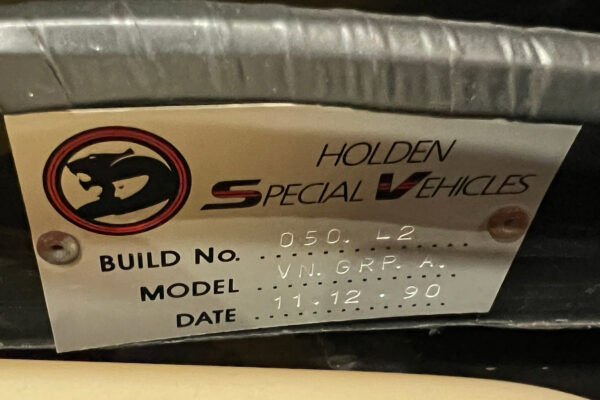 HOLDEN
SPECIAL VEHICLES
BUILD No. 050. L2
MODEL VN. GRP. A.
DATE 11.12.90